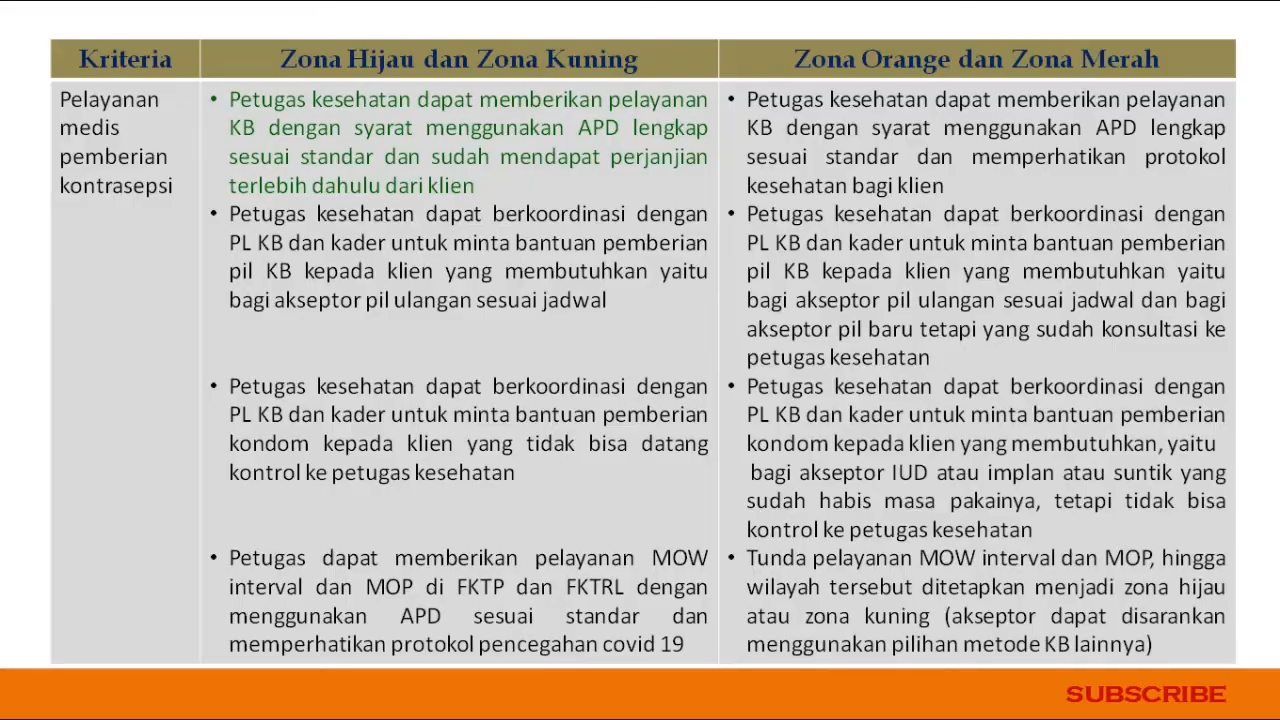 Kriteria
Zona Hijau dan Zona Kuning
Zona Orange dan Zona Merah
Pelayanan
medis
pemberian
kontrasepsi
• Petugas kesehatan dapat memberikan pelayanan
KB dengan syarat menggunakan APD lengkap
sesuai standar dan sudah mendapat perjanjian
terlebih dahulu dari klien
• Petugas kesehatan dapat berkoordinasi dengan
PL KB dan kader untuk minta bantuan pemberian
pil KB kepada klien yang membutuhkan yaitu
bagi akseptor pil ulangan sesuai jadwal
• Petugas kesehatan dapat berkoordinasi dengan
PL KB dan kader untuk minta bantuan pemberian
kondom kepada klien yang tidak bisa datang
kontrol ke petugas kesehatan
• Petugas dapat memberikan pelayanan MOW
interval dan MOP di FKTP dan FKTRL dengan
menggunakan APD sesuai standar dan
memperhatikan protokol pencegahan covid 19
• Petugas kesehatan dapat memberikan pelayanan
KB dengan syarat menggunakan APD lengkap
sesuai standar dan memperhatikan protokol
kesehatan bagi klien
• Petugas kesehatan dapat berkoordinasi dengan
PL KB dan kader untuk minta bantuan pemberian
pil KB kepada klien yang membutuhkan yaitu
bagi akseptor pil ulangan sesuai jadwal dan bagi
akseptor pil baru tetapi yang sudah konsultasi ke
petugas kesehatan
• Petugas kesehatan dapat berkoordinasi dengan
PL KB dan kader untuk minta bantuan pemberian
kondom kepada klien yang membutuhkan, yaitu
bagi akseptor IUD atau implan atau suntik yang
sudah habis masa pakainya, tetapi tidak bisa
kontrol ke petugas kesehatan
• Tunda pelayanan MOW interval dan MOP, hingga
wilayah tersebut ditetapkan menjadi zona hijau
atau zona kuning (akseptor dapat disarankan
menggunakan pilihan metode KB lainnya)
SUBSCRIBE